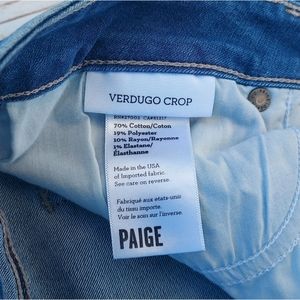 VERDUGO CROP
70% Cotton/Coton
19% Polyester
10% Rayon/Rayonne
1% Elastane/
Élasthanne
Made in the USA
of Imported fabric.
See care on reverse.
Fabriqué aux états-unis
du tissu importe.
Voir le soin sur l'inverse.
PAIGE